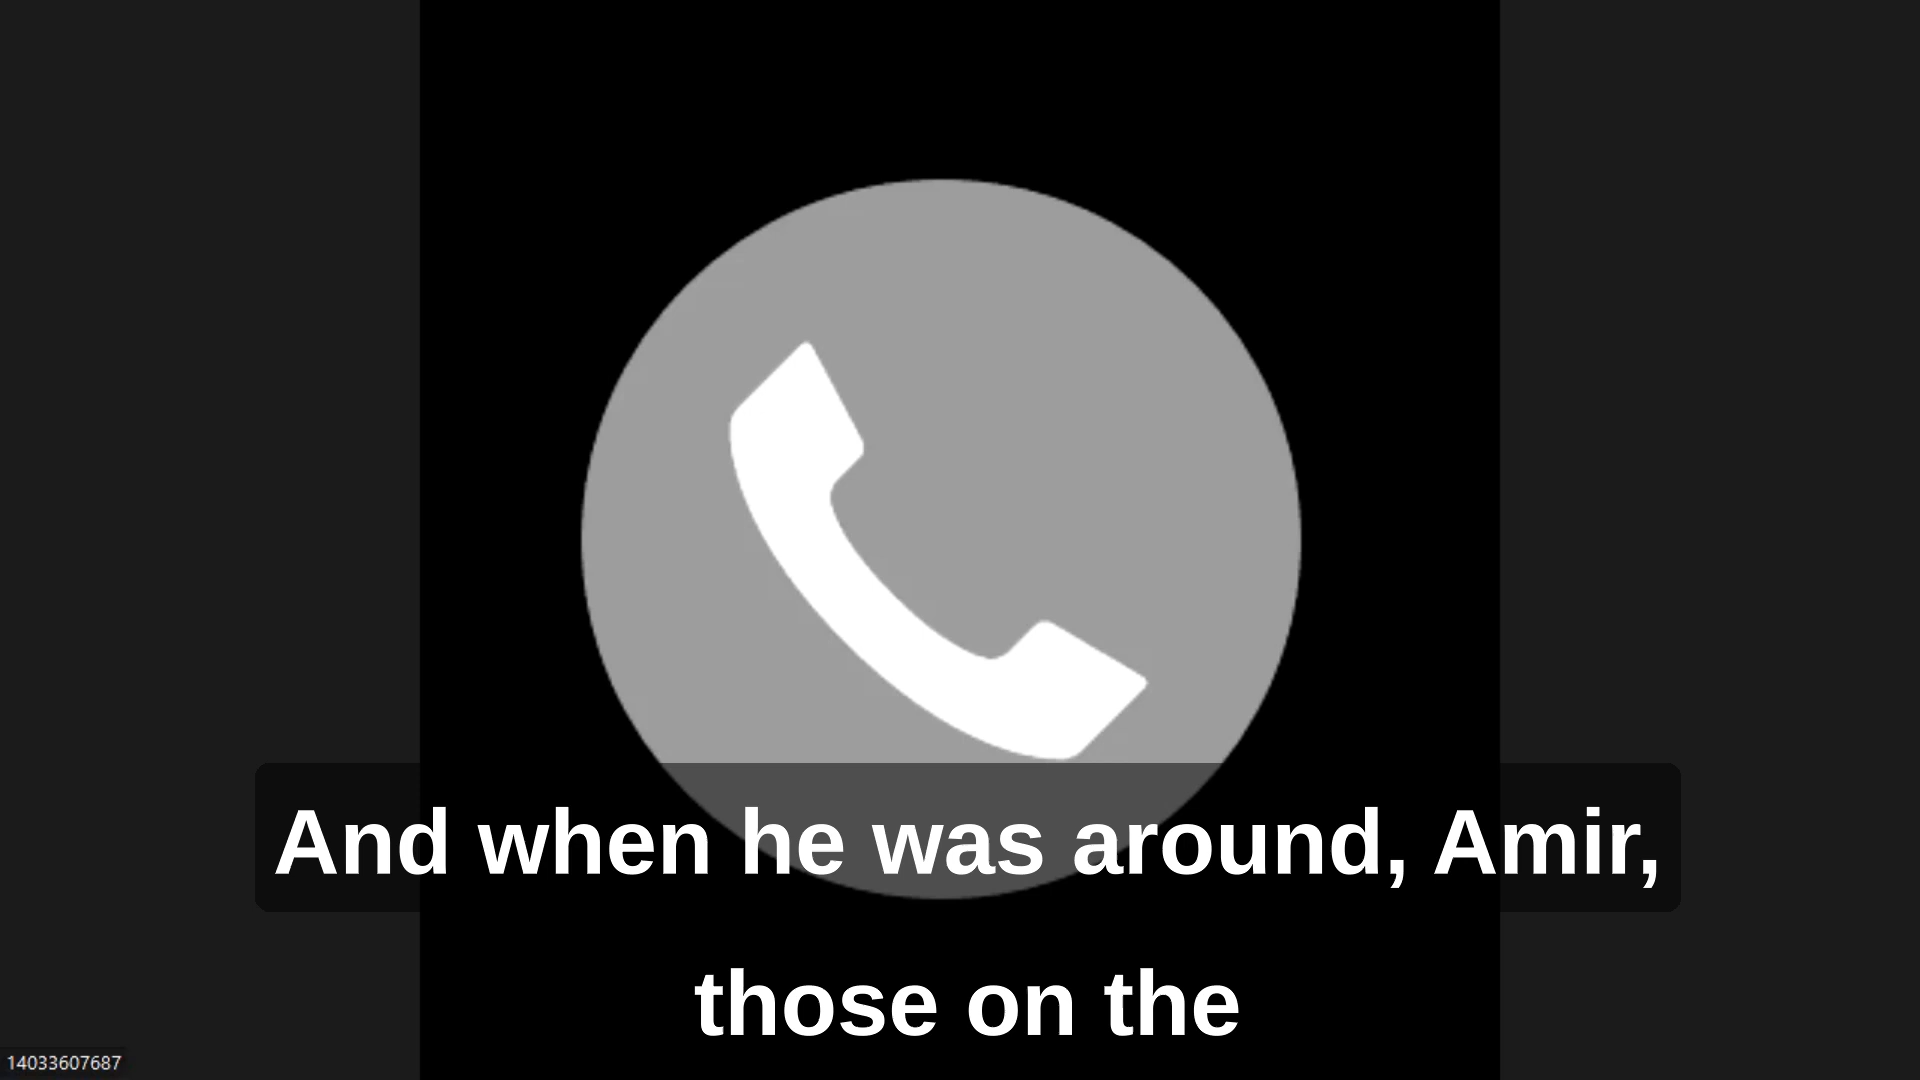 And when he was around, Amir,
those on the
14033607687